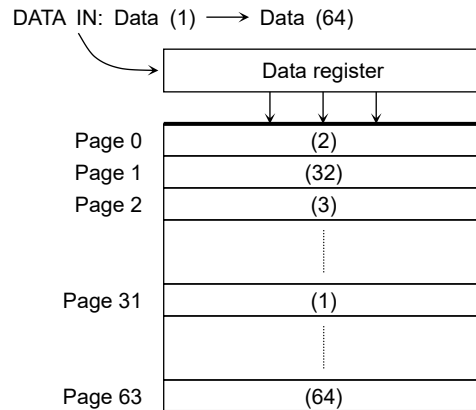 DATA IN: Data (1) Data (64)
Data register
Page 0 (2)
Page 1 (32)
Page 2 (3)
Page 31 (1)
Page 63 (64)